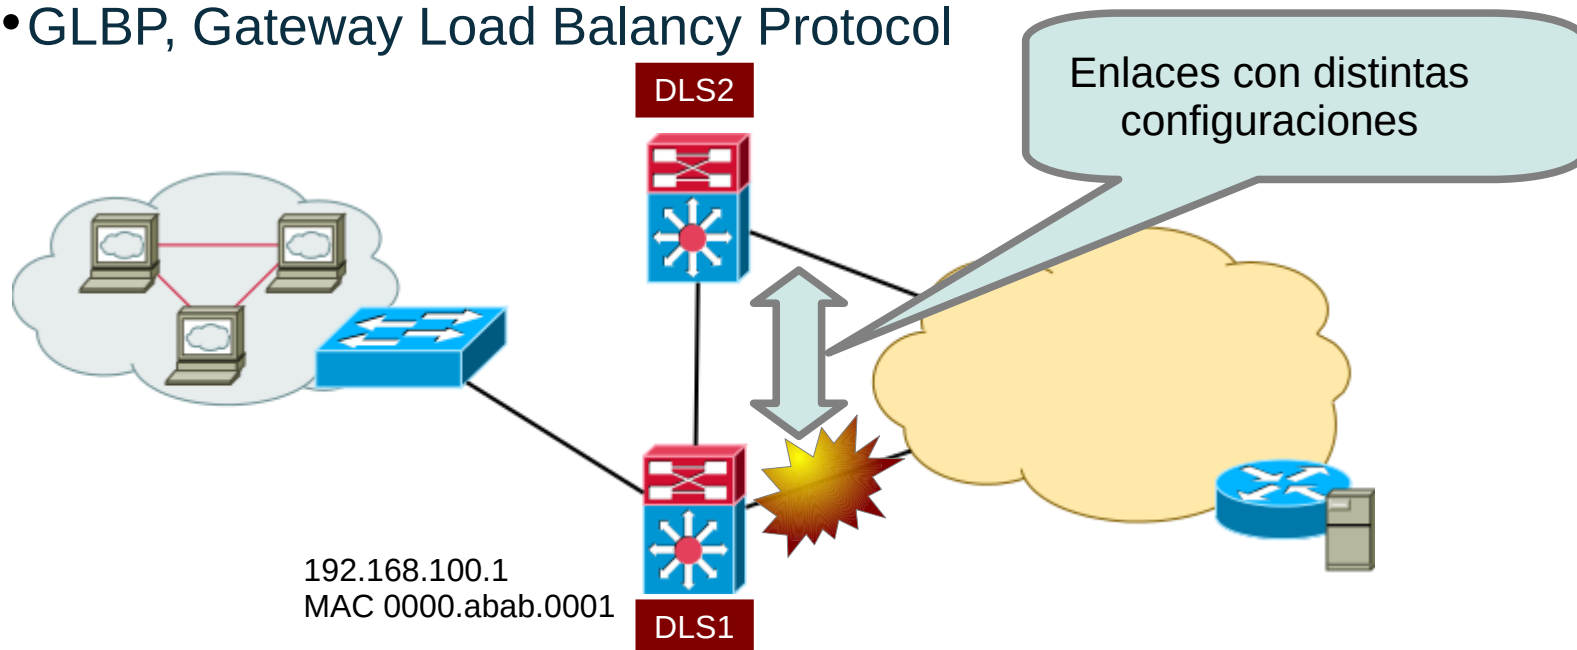 •GLBP, Gateway Load Balancy Protocol
DLS2
Enlaces con distintas
configuraciones
192.168.100.1
MAC 0000.abab.0001
DLS1